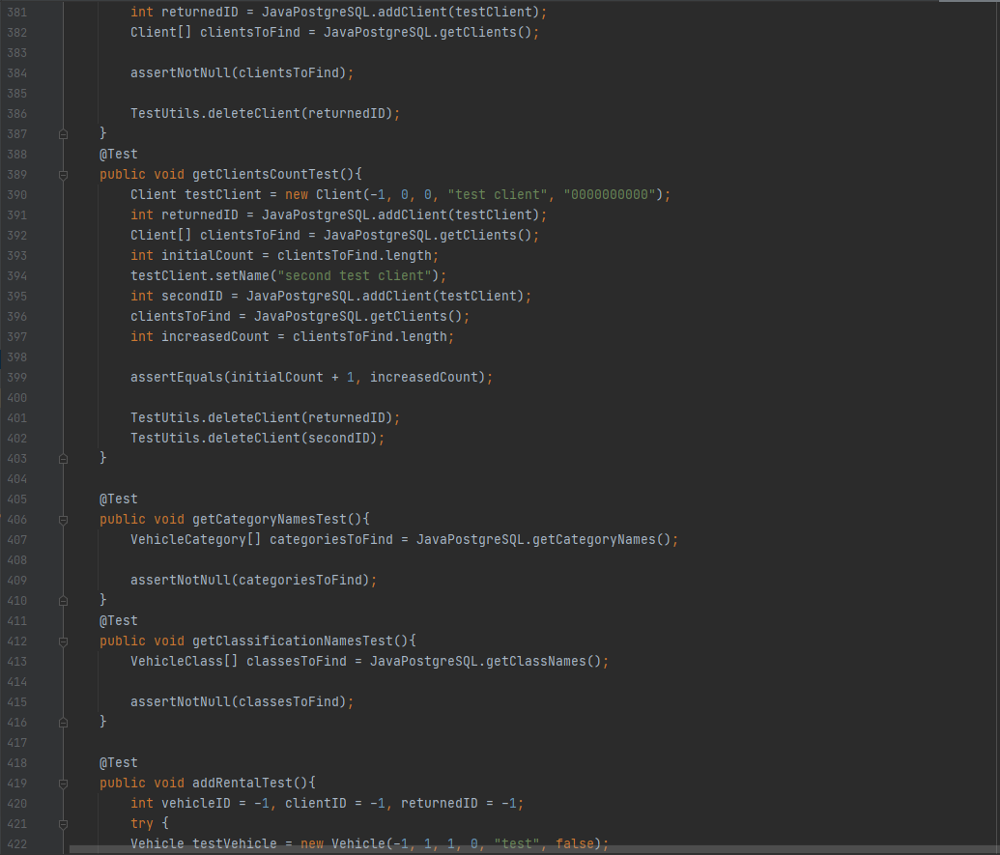 381 int returnedID = JavaPostgreSQL.addClient(testClient);
382 Client[] clientsToFind = JavaPostgreSQL.getClients();
383
384 assertNotNull(clientsToFind);
385
386 TestUtils.deleteClient(returnedID);
387 }
388 @Test
389 public void getClientsCountTest(){
390 Client testClient = new Client(-1, 0, 0, "test client", "0000000000");
391 int returnedID = JavaPostgreSQL.addClient(testClient);
392 Client[] clientsToFind = JavaPostgreSQL.getClients();
393 int initialCount = clientsToFind.length;
394 testClient.setName("second test client");
395 int secondID = JavaPostgreSQL.addClient(testClient);
396 clientsToFind = JavaPostgreSQL.getClients();
397 int increasedCount = clientsToFind.length;
398
399 assertEquals(initialCount + 1, increasedCount);
400
401 TestUtils.deleteClient(returnedID);
402 TestUtils.deleteClient(secondID);
403 }
404
405 @Test
406 public void getCategoryNamesTest(){
407 VehicleCategory[] categoriesToFind = JavaPostgreSQL.getCategoryNames();
408
409 assertNotNull(categoriesToFind);
410 }
411 @Test
412 public void getClassificationNamesTest(){
413 VehicleClass[] classesToFind = JavaPostgreSQL.getClassNames();
414
415 assertNotNull(classesToFind);
416 }
417
418 @Test
419 public void addRentalTest(){
420 int vehicleID = -1, clientID = -1, returnedID = -1;
421 try {
422 Vehicle testVehicle = new Vehicle(-1, 1, 1, 0, "test", false);